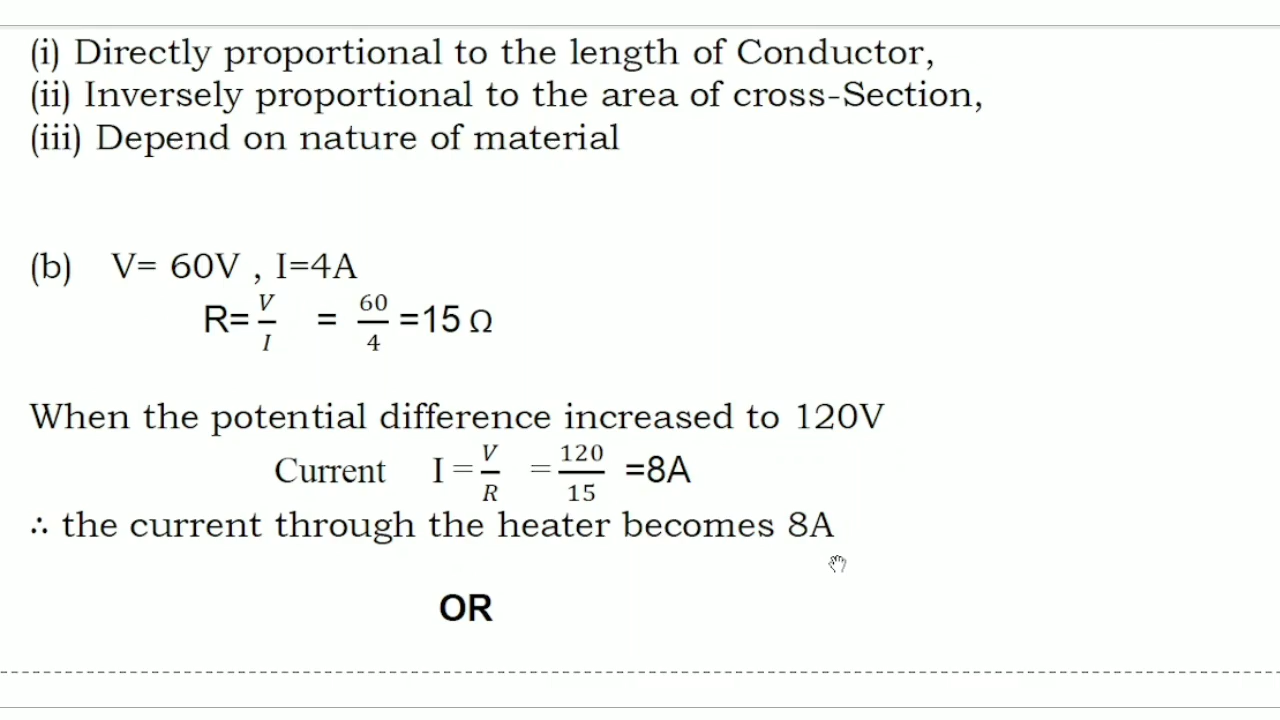 (i) Directly proportional to the length of Conductor,
(ii) Inversely proportional to the area of cross-Section,
(iii) Depend on nature of material
(b) V= 60V , I=4A
R=V/I = 60/4 =15 Ω
When the potential difference increased to 120V
Current I=V/R =120/15 =8A
∴ the current through the heater becomes 8A
OR